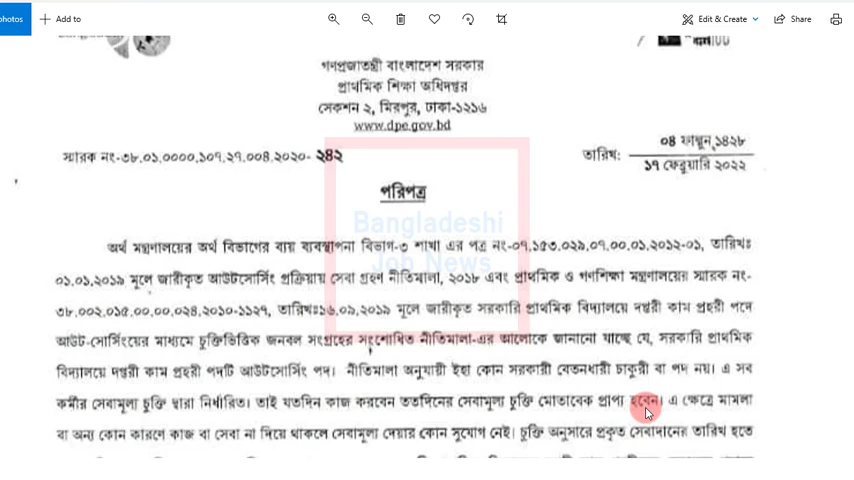 photos
Add to
Edit & Create
Share
গণপ্রজাতন্ত্রী বাংলাদেশ সরকার
প্রাথমিক শিক্ষা অধিদপ্তর
সেকশন ২, মিরপুর, ঢাকা-১২১৬
www.dpe.gov.bd
স্মারক নং-৩৮.০১.০০০০.১০৭.২৭.০০৪.২০২০- ২৪২
তারিখ:
০৪ ফাল্গুন,১৪২৮
১৭ ফেব্রুয়ারি ২০২২
পরিপত্র
Bangladeshi
Job News
অর্থ মন্ত্রণালয়ের অর্থ বিভাগের ব্যয় ব্যবস্থাপনা বিভাগ-৩ শাখা এর পত্র নং-০৭.১৫৩.০২৯.০৭.০০.০১.২০১২-০১, তারিখঃ
০১.০১.২০১৯ মূলে জারীকৃত আউটসোর্সিং প্রক্রিয়ায় সেবা গ্রহণ নীতিমালা, ২০১৮ এবং প্রাথমিক ও গণশিক্ষা মন্ত্রণালয়ের স্মারক নং-
৩৮.০০২.০১৫.০০.০০.০২৪.২০১০-১১২৭, তারিখঃ১৬.০৯.২০১৯ মূলে জারীকৃত সরকারি প্রাথমিক বিদ্যালয়ে দপ্তরী কাম প্রহরী পদে
আউট-সোর্সিংয়ের মাধ্যমে চুক্তিভিত্তিক জনবল সংগ্রহের সংশোধিত নীতিমালা-এর আলোকে জানানো যাচ্ছে যে, সরকারি প্রাথমিক
বিদ্যালয়ে দপ্তরী কাম প্রহরী পদটি আউটসোর্সিং পদ। নীতিমালা অনুযায়ী ইহা কোন সরকারী বেতনধারী চাকুরী বা পদ নয়। এ সব
কর্মীর সেবামূল্য চুক্তি দ্বারা নির্ধারিত। তাই যতদিন কাজ করবেন ততদিনের সেবামূল্য চুক্তি মোতাবেক প্রাপ্য হবেন। এ ক্ষেত্রে মামলা
বা অন্য কোন কারণে কাজ বা সেবা না দিয়ে থাকলে সেবামূল্য দেয়ার কোন সুযোগ নেই। চুক্তি অনুসারে প্রকৃত সেবাদানের তারিখ হতে